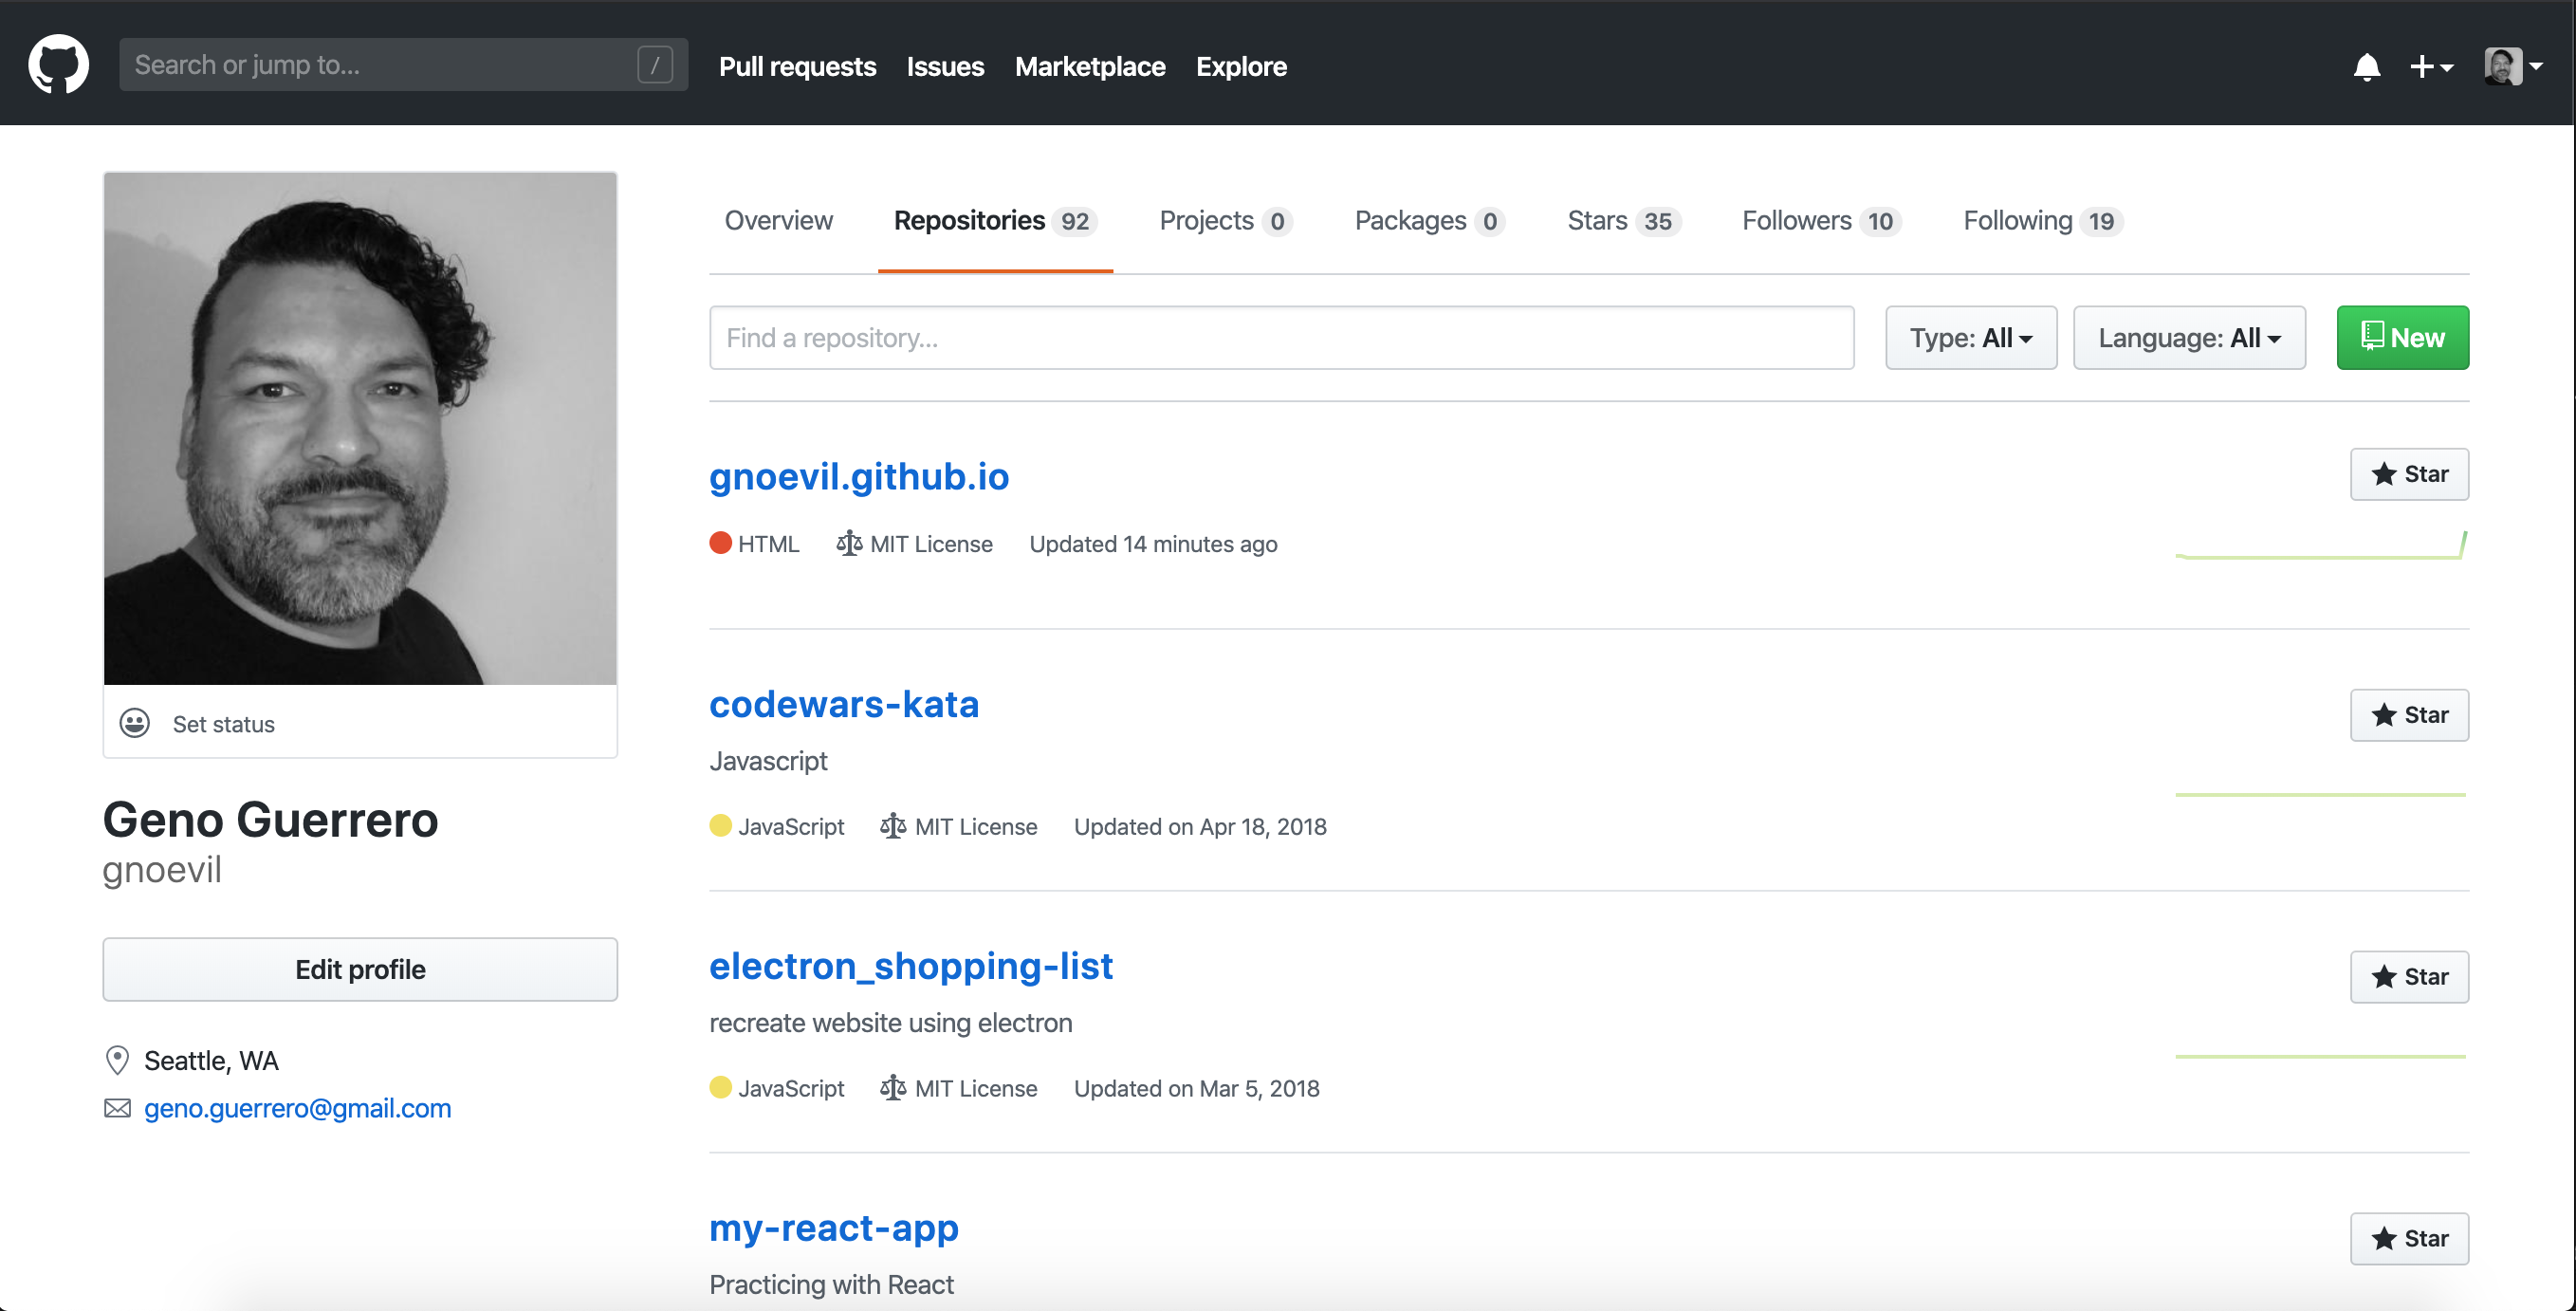 Search or jump to... /
Pull requests Issues Marketplace Explore
Overview Repositories 92 Projects 0 Packages 0 Stars 35 Followers 10 Following 19
Find a repository... Type: All Language: All New
gnoevil.github.io Star
HTML MIT License Updated 14 minutes ago
codewars-kata Star
Javascript
JavaScript MIT License Updated on Apr 18, 2018
electron_shopping-list Star
recreate website using electron
JavaScript MIT License Updated on Mar 5, 2018
my-react-app Star
Practicing with React
Set status
Geno Guerrero
gnoevil
Edit profile
Seattle, WA
geno.guerrero@gmail.com